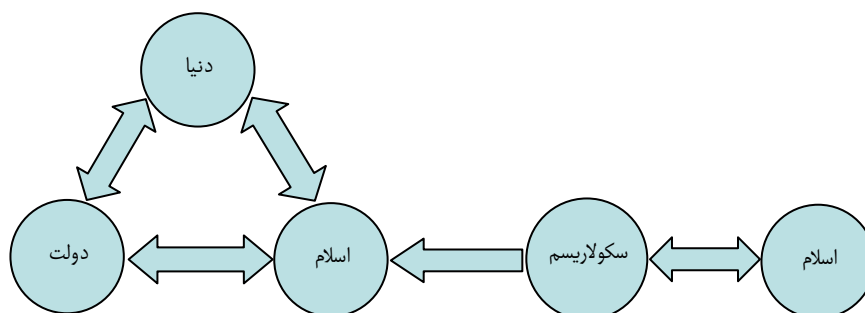 دنیا
اسلام
سکولاریسم
اسلام
دولت